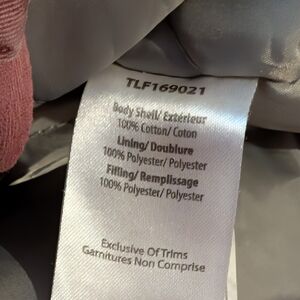 TLF169021
Body Shell/ Extérieur
100% Cotton/ Coton
Lining/ Doublure
100% Polyester/ Polyester
Filling/ Remplissage
100% Polyester/ Polyester
Exclusive Of Trims
Garnitures Non Comprise